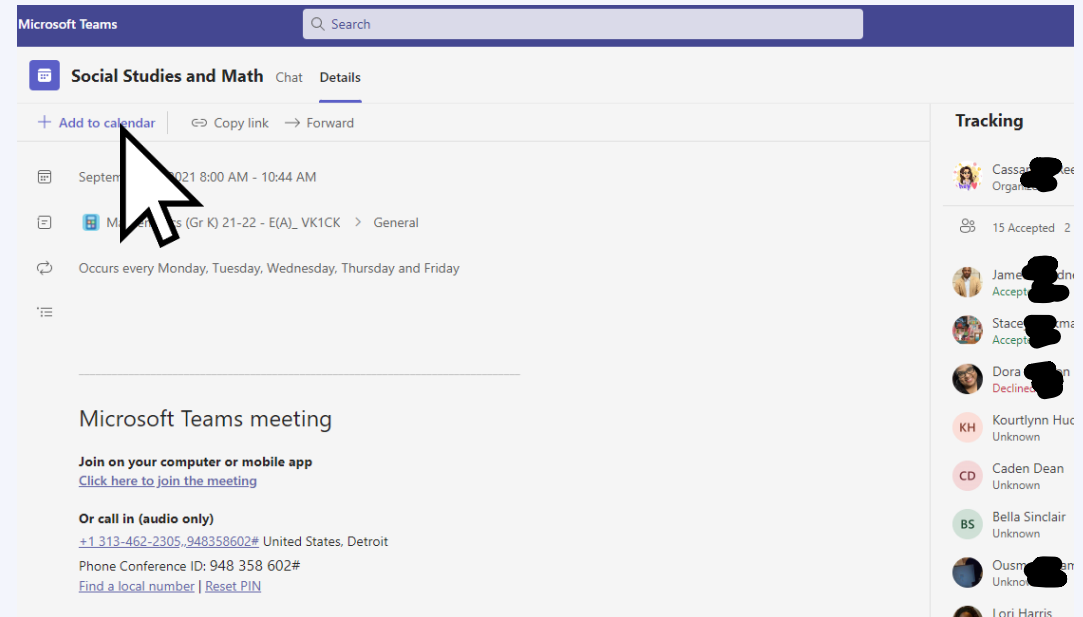 Microsoft Teams
Search
Social Studies and Math Chat Details
Add to calendar Copy link Forward
2021 8:00 AM - 10:44 AM
(Gr K) 21-22 - E(A)_ VK1CK > General
Occurs every Monday, Tuesday, Wednesday, Thursday and Friday
Microsoft Teams meeting
Join on your computer or mobile app
Click here to join the meeting
Or call in (audio only)
+1 313-462-2305,,948358602# United States, Detroit
Phone Conference ID: 948 358 602#
Find a local number | Reset PIN
Tracking
15 Accepted 2
Dora
KH Kourtlynn
Unknown
CD Caden Dean
Unknown
BS Bella Sinclair
Unknown
Lori Harris